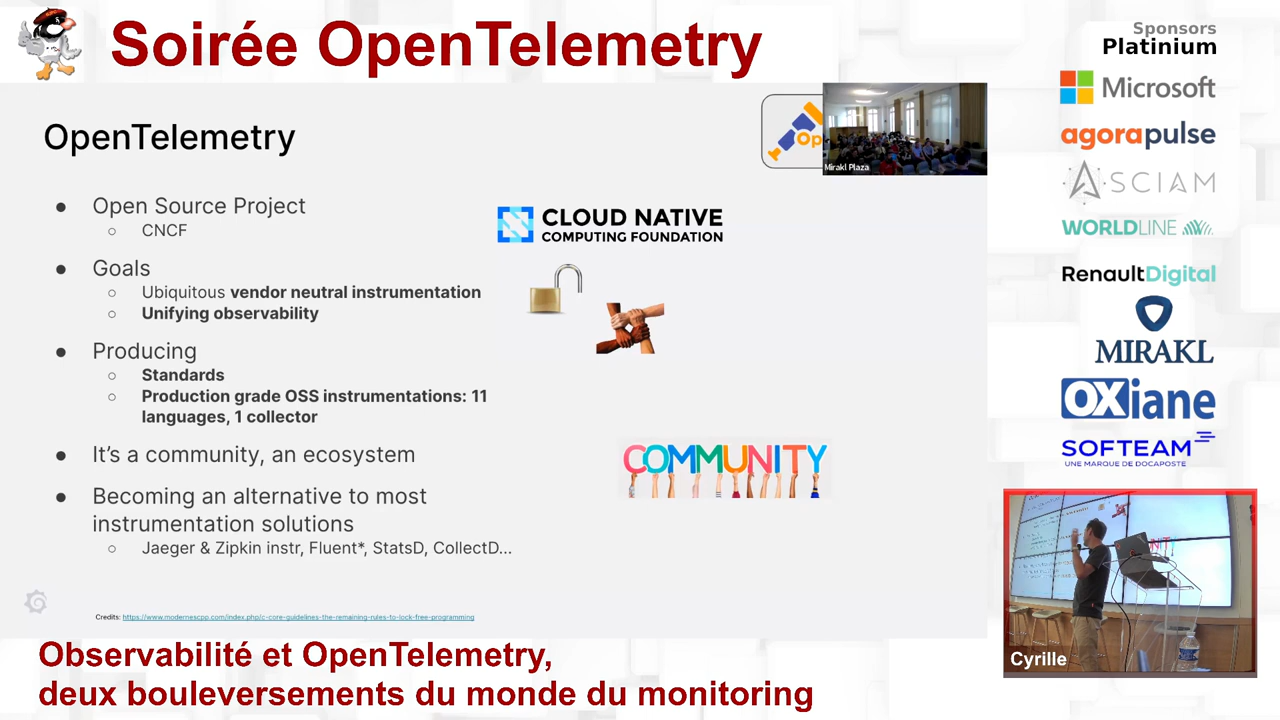 Soirée OpenTelemetry
Sponsors
Platinium
OpenTelemetry
Op
Mirakl Plaza
● Open Source Project
○ CNCF
CLOUD NATIVE
COMPUTING FOUNDATION
● Goals
○ Ubiquitous vendor neutral instrumentation
○ Unifying observability
● Producing
○ Standards
○ Production grade OSS instrumentations: 11
languages, 1 collector
● It's a community, an ecosystem
COMMUNITY
● Becoming an alternative to most
instrumentation solutions
○ Jaeger & Zipkin instr, Fluent*, StatsD, CollectD...
Credits: https://www.modernescpp.com/index.php/c-core-guidelines-the-remaining-rules-to-lock-free-programming
Microsoft
agorapulse
ASCIAM
WORLDLINE
RenaultDigital
MIRAKL
OXiane
SOFTEAM
UNE MARQUE DE DOCAPOSTE
Cyrille
Observabilité et OpenTelemetry,
deux bouleversements du monde du monitoring